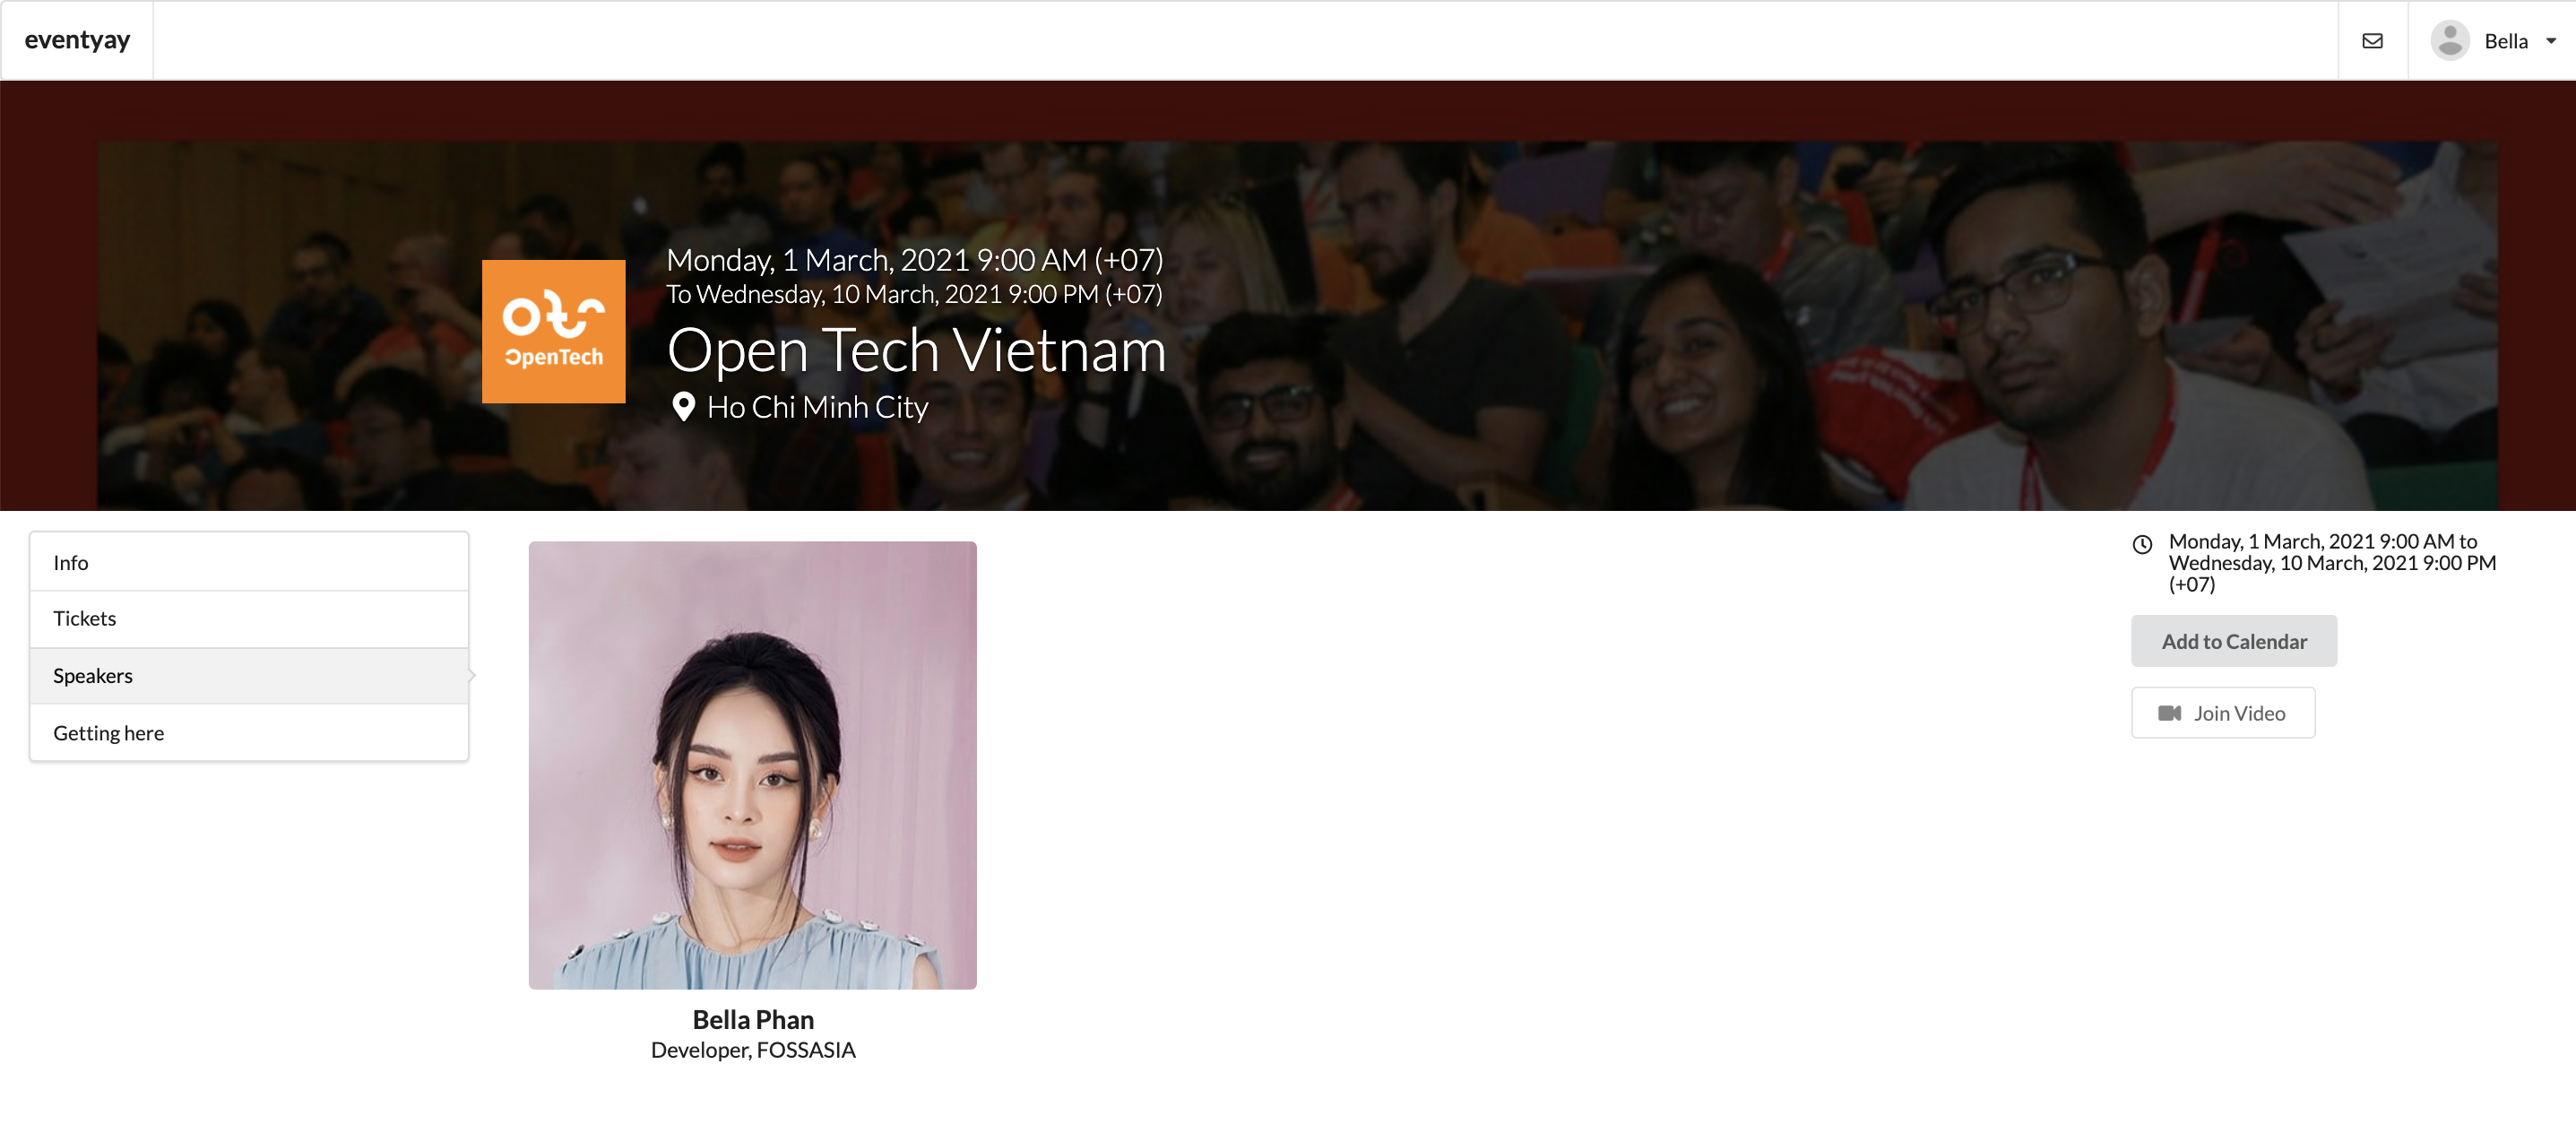 eventyay
Bella
Monday, 1 March, 2021 9:00 AM (+07)
To Wednesday, 10 March, 2021 9:00 PM (+07)
Open Tech Vietnam
Ho Chi Minh City
OpenTech
Info
Tickets
Speakers
Getting here
Bella Phan
Developer, FOSSASIA
Monday, 1 March, 2021 9:00 AM to
Wednesday, 10 March, 2021 9:00 PM
(+07)
Add to Calendar
Join Video